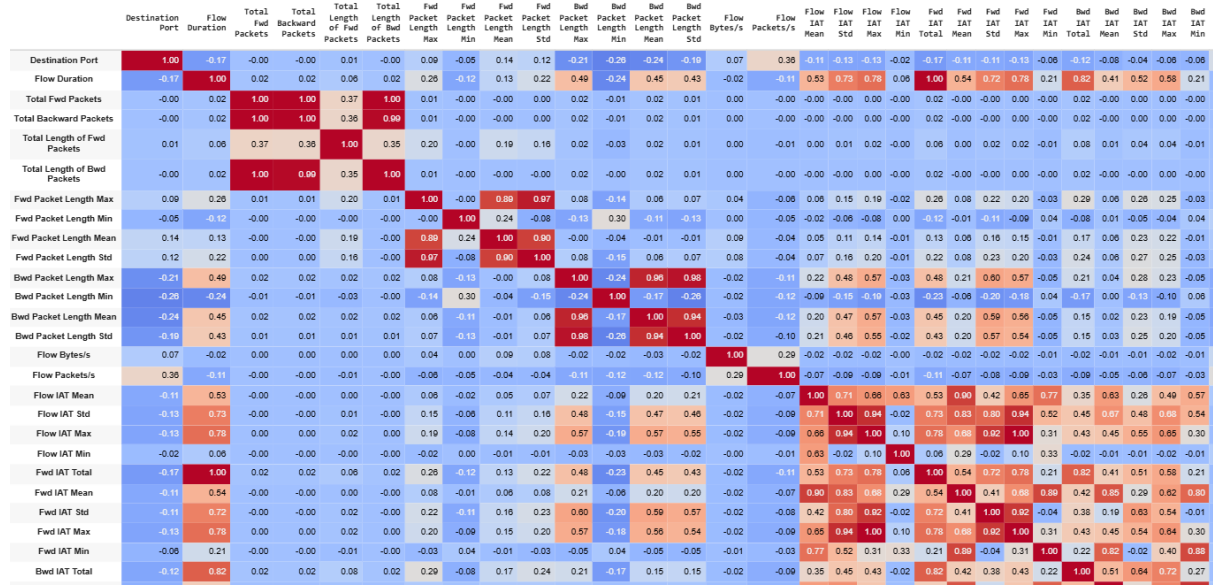 Destination Port
Flow Duration
Total Fwd Packets
Total Backward Packets
Total Length of Fwd Packets
Total Length of Bwd Packets
Fwd Packet Length Max
Fwd Packet Length Min
Fwd Packet Length Mean
Fwd Packet Length Std
Bwd Packet Length Max
Bwd Packet Length Min
Bwd Packet Length Mean
Bwd Packet Length Std
Flow Bytes/s
Flow Packets/s
Flow IAT Mean
Flow IAT Std
Flow IAT Max
Flow IAT Min
Fwd IAT Total
Fwd IAT Mean
Fwd IAT Std
Fwd IAT Max
Fwd IAT Min
Bwd IAT Total
Bwd IAT Mean
Bwd IAT Std
Bwd IAT Max
Bwd IAT Min
Destination Port 1.00 -0.17 -0.00 -0.00 0.01 -0.00 0.09 -0.05 0.14 0.12 -0.21 -0.26 -0.24 -0.19 0.07 0.36 -0.11 -0.13 -0.13 -0.02 -0.17 -0.11 -0.11 -0.13 -0.06 -0.12 -0.08 -0.04 -0.06 -0.06
Flow Duration -0.17 1.00 0.02 0.02 0.06 0.02 0.26 -0.12 0.13 0.22 0.49 -0.24 0.45 0.43 -0.02 -0.11 0.53 0.73 0.78 0.06 1.00 0.54 0.72 0.78 0.21 0.82 0.41 0.52 0.58 0.21
Total Fwd Packets -0.00 0.02 1.00 1.00 0.37 1.00 0.01 -0.00 -0.00 0.00 0.02 -0.01 0.02 0.01 0.00 -0.00 -0.00 -0.00 0.00 -0.00 0.02 -0.00 -0.00 0.00 -0.00 0.02 -0.00 0.00 -0.00 -0.00
Total Backward Packets -0.00 0.02 1.00 1.00 0.36 0.99 0.01 -0.00 -0.00 0.00 0.02 -0.01 0.02 0.01 0.00 -0.00 -0.00 -0.00 0.00 -0.00 0.02 -0.00 -0.00 0.00 -0.00 0.02 -0.00 0.00 -0.00 -0.00
Total Length of Fwd
Packets 0.01 0.06 0.37 0.36 1.00 0.35 0.20 -0.00 0.19 0.16 0.02 -0.03 0.02 0.01 0.00 -0.01 0.00 0.01 0.02 -0.00 0.06 0.00 0.02 0.02 -0.01 0.08 0.01 0.04 0.04 -0.01
Total Length of Bwd
Packets -0.00 0.02 1.00 0.99 0.35 1.00 0.01 -0.00 -0.00 0.00 0.02 -0.01 0.02 0.01 0.00 -0.00 -0.00 -0.00 0.00 -0.00 0.02 -0.00 -0.00 0.00 -0.00 0.02 -0.00 0.00 -0.00 -0.00
Fwd Packet Length Max 0.09 0.26 0.01 0.01 0.20 0.01 1.00 -0.00 0.89 0.97 0.08 -0.14 0.06 0.07 0.04 -0.06 0.06 0.15 0.19 -0.02 0.26 0.08 0.22 0.20 -0.03 0.29 0.06 0.26 0.25 -0.03
Fwd Packet Length Min -0.05 -0.12 -0.00 -0.00 -0.00 -0.00 -0.00 1.00 0.24 -0.08 -0.13 0.30 -0.11 -0.13 0.00 -0.05 -0.02 -0.06 -0.08 0.00 -0.12 -0.01 -0.11 -0.09 0.04 -0.08 0.01 -0.05 -0.04 0.04
Fwd Packet Length Mean 0.14 0.13 -0.00 -0.00 0.19 -0.00 0.89 0.24 1.00 0.90 -0.00 -0.04 -0.01 -0.01 0.09 -0.04 0.05 0.11 0.14 -0.01 0.13 0.06 0.16 0.15 -0.01 0.17 0.06 0.23 0.22 -0.01
Fwd Packet Length Std 0.12 0.22 0.00 0.00 0.16 -0.00 0.97 -0.08 0.90 1.00 0.08 -0.15 0.06 0.07 0.08 -0.04 0.07 0.16 0.20 -0.01 0.22 0.08 0.23 0.20 -0.03 0.24 0.06 0.27 0.25 -0.03
Bwd Packet Length Max -0.21 0.49 0.02 0.02 0.02 0.02 0.08 -0.13 -0.00 0.08 1.00 -0.24 0.96 0.98 -0.02 -0.11 0.22 0.48 0.57 -0.03 0.48 0.21 0.60 0.57 -0.05 0.21 0.04 0.28 0.23 -0.05
Bwd Packet Length Min -0.26 -0.24 -0.01 -0.01 -0.03 -0.00 -0.14 0.30 -0.04 -0.15 -0.24 1.00 -0.17 -0.26 -0.02 -0.12 -0.09 -0.15 -0.19 -0.03 -0.23 -0.06 -0.20 -0.18 0.04 -0.17 0.00 -0.13 -0.10 0.06
Bwd Packet Length Mean -0.24 0.45 0.02 0.02 0.02 0.02 0.06 -0.11 -0.01 0.06 0.96 -0.17 1.00 0.94 -0.03 -0.12 0.20 0.47 0.57 -0.03 0.45 0.20 0.59 0.56 -0.05 0.15 0.02 0.23 0.19 -0.05
Bwd Packet Length Std -0.19 0.43 0.01 0.01 0.01 0.01 0.07 -0.13 -0.01 0.07 0.98 -0.26 0.94 1.00 -0.02 -0.10 0.21 0.46 0.55 -0.02 0.43 0.20 0.57 0.54 -0.05 0.15 0.03 0.25 0.20 -0.05
Flow Bytes/s 0.07 -0.02 0.00 0.00 0.00 0.00 0.04 0.00 0.09 0.08 -0.02 -0.02 -0.03 -0.02 1.00 0.29 -0.02 -0.02 -0.02 -0.00 -0.02 -0.02 -0.02 -0.02 -0.01 -0.02 -0.01 -0.01 -0.02 -0.01
Flow Packets/s 0.36 -0.11 -0.00 -0.00 -0.01 -0.00 -0.06 -0.05 -0.04 -0.04 -0.11 -0.12 -0.12 -0.10 0.29 1.00 -0.07 -0.09 -0.09 -0.01 -0.11 -0.07 -0.08 -0.09 -0.03 -0.09 -0.05 -0.06 -0.07 -0.03
Flow IAT Mean -0.11 0.53 -0.00 -0.00 0.00 -0.00 0.06 -0.02 0.05 0.07 0.22 -0.09 0.20 0.21 -0.02 -0.07 1.00 0.71 0.66 0.63 0.53 0.90 0.42 0.65 0.77 0.35 0.63 0.26 0.49 0.57
Flow IAT Std -0.13 0.73 -0.00 -0.00 0.01 -0.00 0.15 -0.06 0.11 0.16 0.48 -0.15 0.47 0.46 -0.02 -0.09 0.71 1.00 0.94 -0.02 0.73 0.83 0.80 0.94 0.52 0.45 0.67 0.48 0.68 0.54
Flow IAT Max -0.13 0.78 0.00 0.00 0.02 0.00 0.19 -0.08 0.14 0.20 0.57 -0.19 0.57 0.55 -0.02 -0.09 0.66 0.94 1.00 0.10 0.78 0.68 0.92 1.00 0.31 0.43 0.45 0.55 0.65 0.30
Flow IAT Min -0.02 0.06 -0.00 -0.00 -0.00 -0.00 -0.02 0.00 -0.01 -0.01 -0.03 -0.03 -0.03 -0.02 -0.00 -0.01 0.63 -0.02 0.10 1.00 0.06 0.29 -0.02 0.10 0.33 -0.02 -0.01 -0.01 -0.02 -0.01
Fwd IAT Total -0.17 1.00 0.02 0.02 0.06 0.02 0.26 -0.12 0.13 0.22 0.48 -0.23 0.45 0.43 -0.02 -0.11 0.53 0.73 0.78 0.06 1.00 0.54 0.72 0.78 0.21 0.82 0.41 0.51 0.58 0.21
Fwd IAT Mean -0.11 0.54 -0.00 -0.00 0.00 -0.00 0.08 -0.01 0.06 0.08 0.21 -0.06 0.20 0.20 -0.02 -0.07 0.90 0.83 0.68 0.29 0.54 1.00 0.41 0.68 0.89 0.42 0.85 0.29 0.62 0.80
Fwd IAT Std -0.11 0.72 -0.00 -0.00 0.02 -0.00 0.22 -0.11 0.16 0.23 0.60 -0.20 0.59 0.57 -0.02 -0.08 0.42 0.80 0.92 -0.02 0.72 0.41 1.00 0.92 -0.04 0.38 0.19 0.63 0.54 -0.01
Fwd IAT Max -0.13 0.78 0.00 0.00 0.02 0.00 0.20 -0.09 0.15 0.20 0.57 -0.18 0.56 0.54 -0.02 -0.09 0.65 0.94 1.00 0.10 0.78 0.68 0.92 1.00 0.31 0.43 0.45 0.54 0.64 0.30
Fwd IAT Min -0.06 0.21 -0.00 -0.00 -0.01 -0.00 -0.03 0.04 -0.01 -0.03 -0.05 0.04 -0.05 -0.05 -0.01 -0.03 0.77 0.52 0.31 0.33 0.21 0.89 -0.04 0.31 1.00 0.22 0.82 -0.02 0.40 0.88
Bwd IAT Total -0.12 0.82 0.02 0.02 0.08 0.02 0.29 -0.08 0.17 0.24 0.21 -0.17 0.15 0.15 -0.02 -0.09 0.35 0.45 0.43 -0.02 0.82 0.42 0.38 0.43 0.22 1.00 0.51 0.64 0.72 0.27